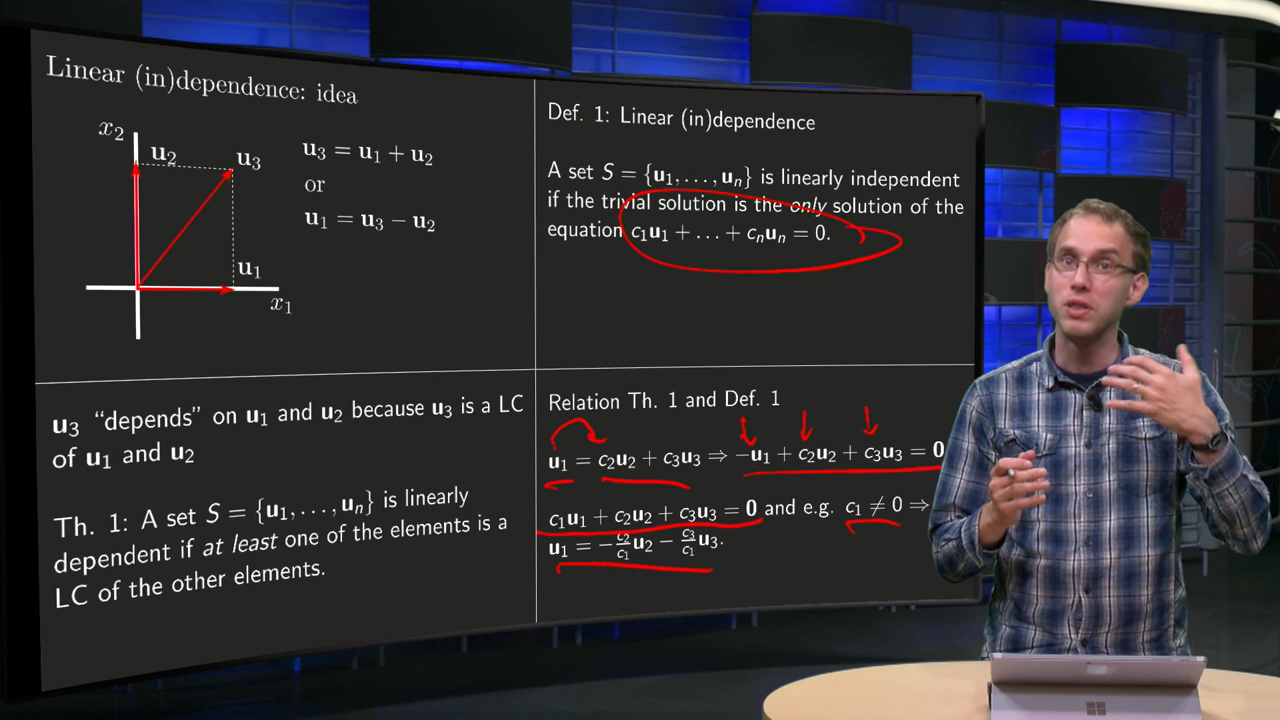 Linear (in)dependence: idea
x₂
u₂
u₃
u₁
x₁
u₃ = u₁ + u₂
or
u₁ = u₃ − u₂
Def. 1: Linear (in)dependence
A set S = {u₁, . . . , uₙ} is linearly independent
if the trivial solution is the only solution of the
equation c₁u₁ + . . . + cₙuₙ = 0.
u₃ “depends” on u₁ and u₂ because u₃ is a LC
of u₁ and u₂
Th. 1: A set S = {u₁, . . . , uₙ} is linearly
dependent if at least one of the elements is a
LC of the other elements.
Relation Th. 1 and Def. 1
u₁ = c₂u₂ + c₃u₃ ⇒ −u₁ + c₂u₂ + c₃u₃ = 0
c₁u₁ + c₂u₂ + c₃u₃ = 0 and e.g. c₁ ≠ 0 ⇒
u₁ = −c₂/c₁ u₂ − c₃/c₁ u₃.